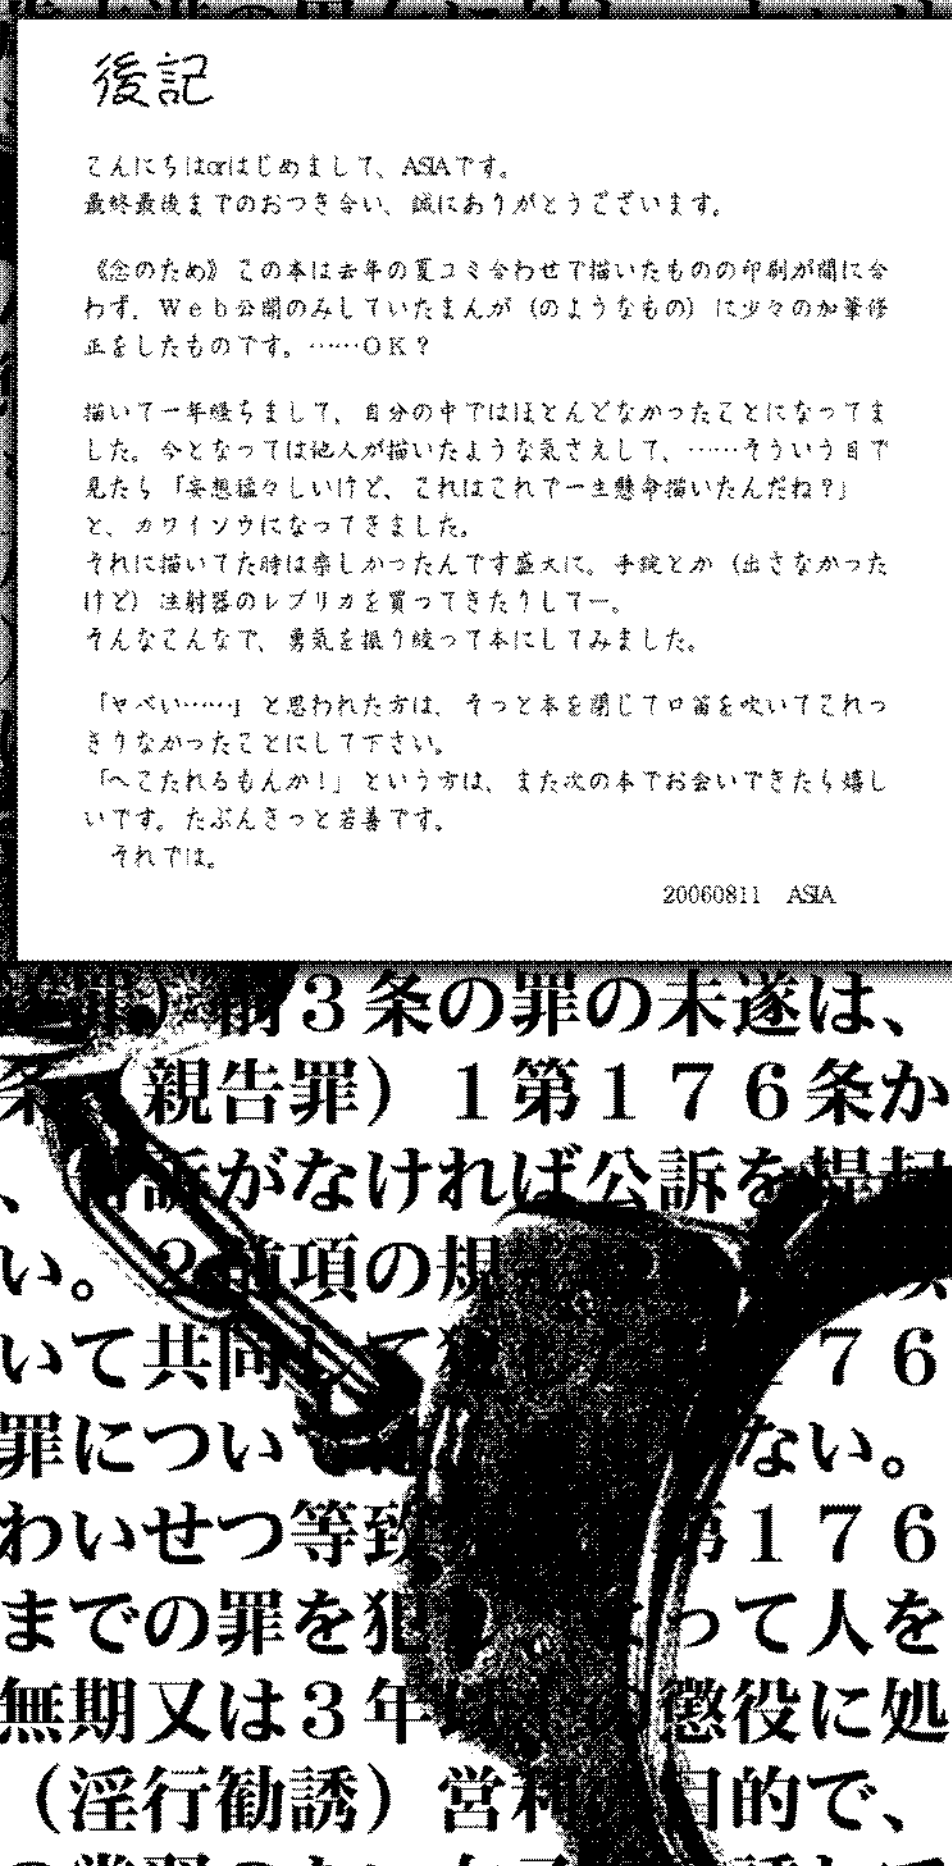 後記
こんにちはorはじめまして、ASIAです。
最終最後までのおつき合い、誠にありがとうございます。
《念のため》この本は去年の夏コミ合わせで描いたものの印刷が間に合
わず、Ｗｅｂ公開のみしていたまんが（のようなもの）に少々の加筆修
正をしたものです。……ＯＫ？
描いて一年経ちまして、自分の中ではほとんどなかったことになってま
した。今となっては他人が描いたような気さえして、……そういう目で
見たら「妄想猛々しいけど、これはこれで一生懸命描いたんだね？」
と、カワイソウになってきました。
それに描いてた時は楽しかったんです盛大に。手錠とか（出さなかった
けど）注射器のレプリカを買ってきたりしてー。
そんなこんなで、勇気を振り絞って本にしてみました。
「ヤベい……」と思われた方は、そっと本を閉じて口笛を吹いてこれっ
きりなかったことにして下さい。
「へこたれるもんか！」という方は、また次の本でお会いできたら嬉し
いです。たぶんきっと若善です。
それでは。
20060811 ASIA
前３条の罪の未遂は、
条（親告罪）１第１７６条か
、告訴がなければ公訴を提起
い。２前項の規
いて共同して　７６
罪につい　ない。
わいせつ等致　第１７６
までの罪を犯し　よって人を
無期又は３年　懲役に処
（淫行勧誘）営利の目的で、